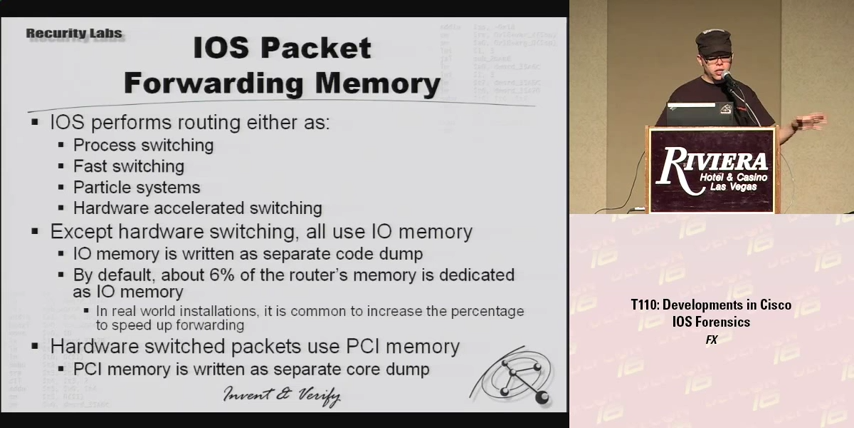 Recurity Labs
IOS Packet
Forwarding Memory
IOS performs routing either as:
Process switching
Fast switching
Particle systems
Hardware accelerated switching
Except hardware switching, all use IO memory
IO memory is written as separate code dump
By default, about 6% of the router's memory is dedicated
as IO memory
In real world installations, it is common to increase the percentage
to speed up forwarding
Hardware switched packets use PCI memory
PCI memory is written as separate core dump
Invent & Verify
RIVIERA
Hotel & Casino
Las Vegas
T110: Developments in Cisco
IOS Forensics
FX